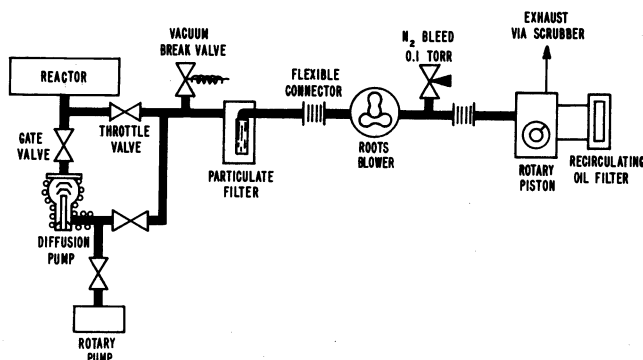 VACUUM
BREAK VALVE
N2 BLEED
0.1 TORR
EXHAUST
VIA SCRUBBER
REACTOR
FLEXIBLE
CONNECTOR
GATE
VALVE
THROTTLE
VALVE
PARTICULATE
FILTER
ROOTS
BLOWER
ROTARY
PISTON
RECIRCULATING
OIL FILTER
DIFFUSION
PUMP
ROTARY
PUMP